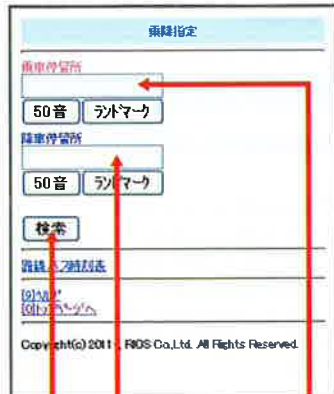 乗降指定
乗車停留所
50音 ランドマーク
降車停留所
50音 ランドマーク
検索
路線バス時刻表
[9]ヘルプ
[0]トップページへ
Copyright(c) 2011-, RIOS Co.,Ltd. All Rights Reserved.